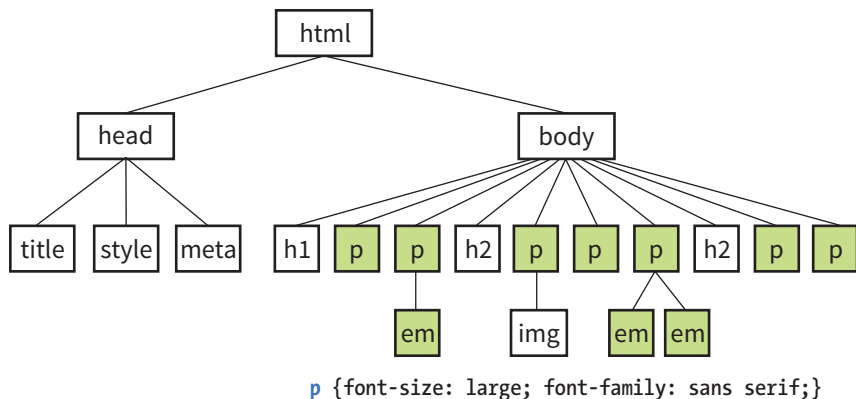 html
head body
title style meta h1 p p h2 p p p h2 p p
em img em em
p {font-size: large; font-family: sans serif;}